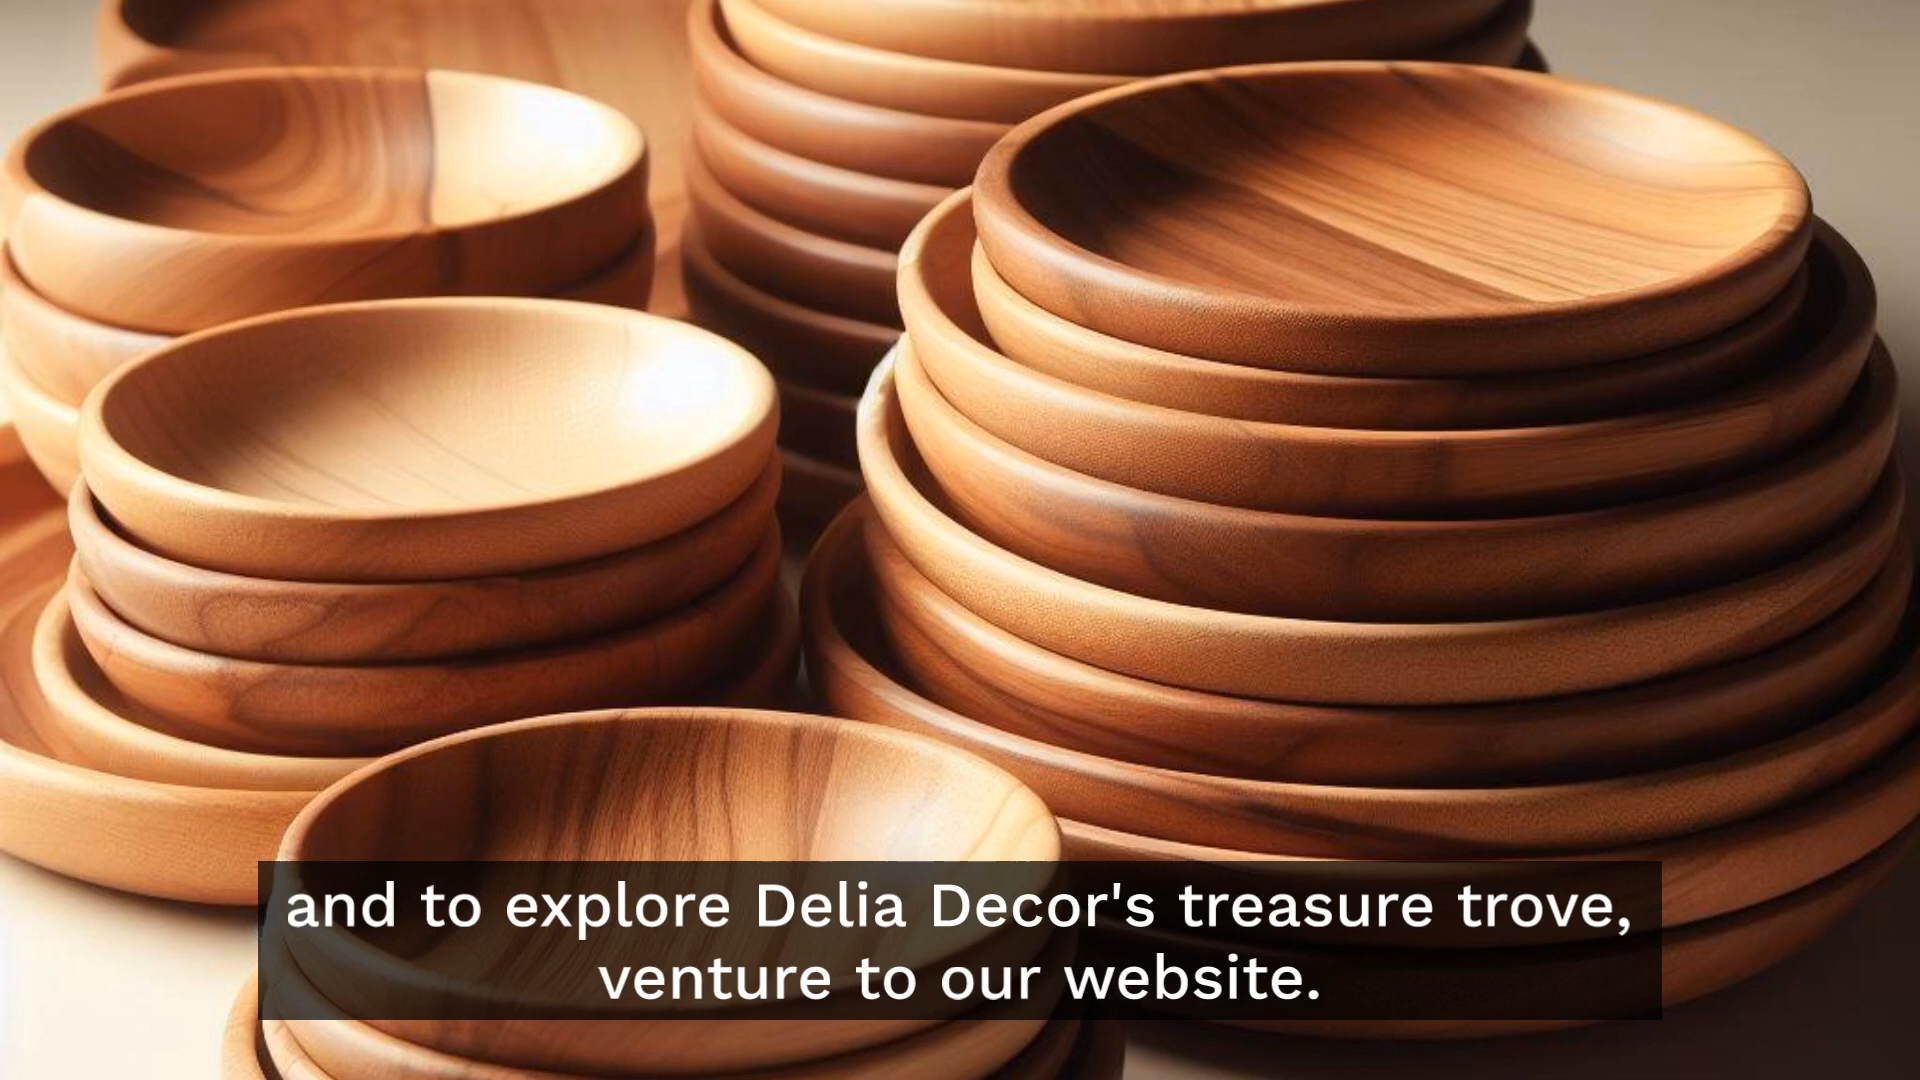 and to explore Delia Decor's treasure trove,
venture to our website.